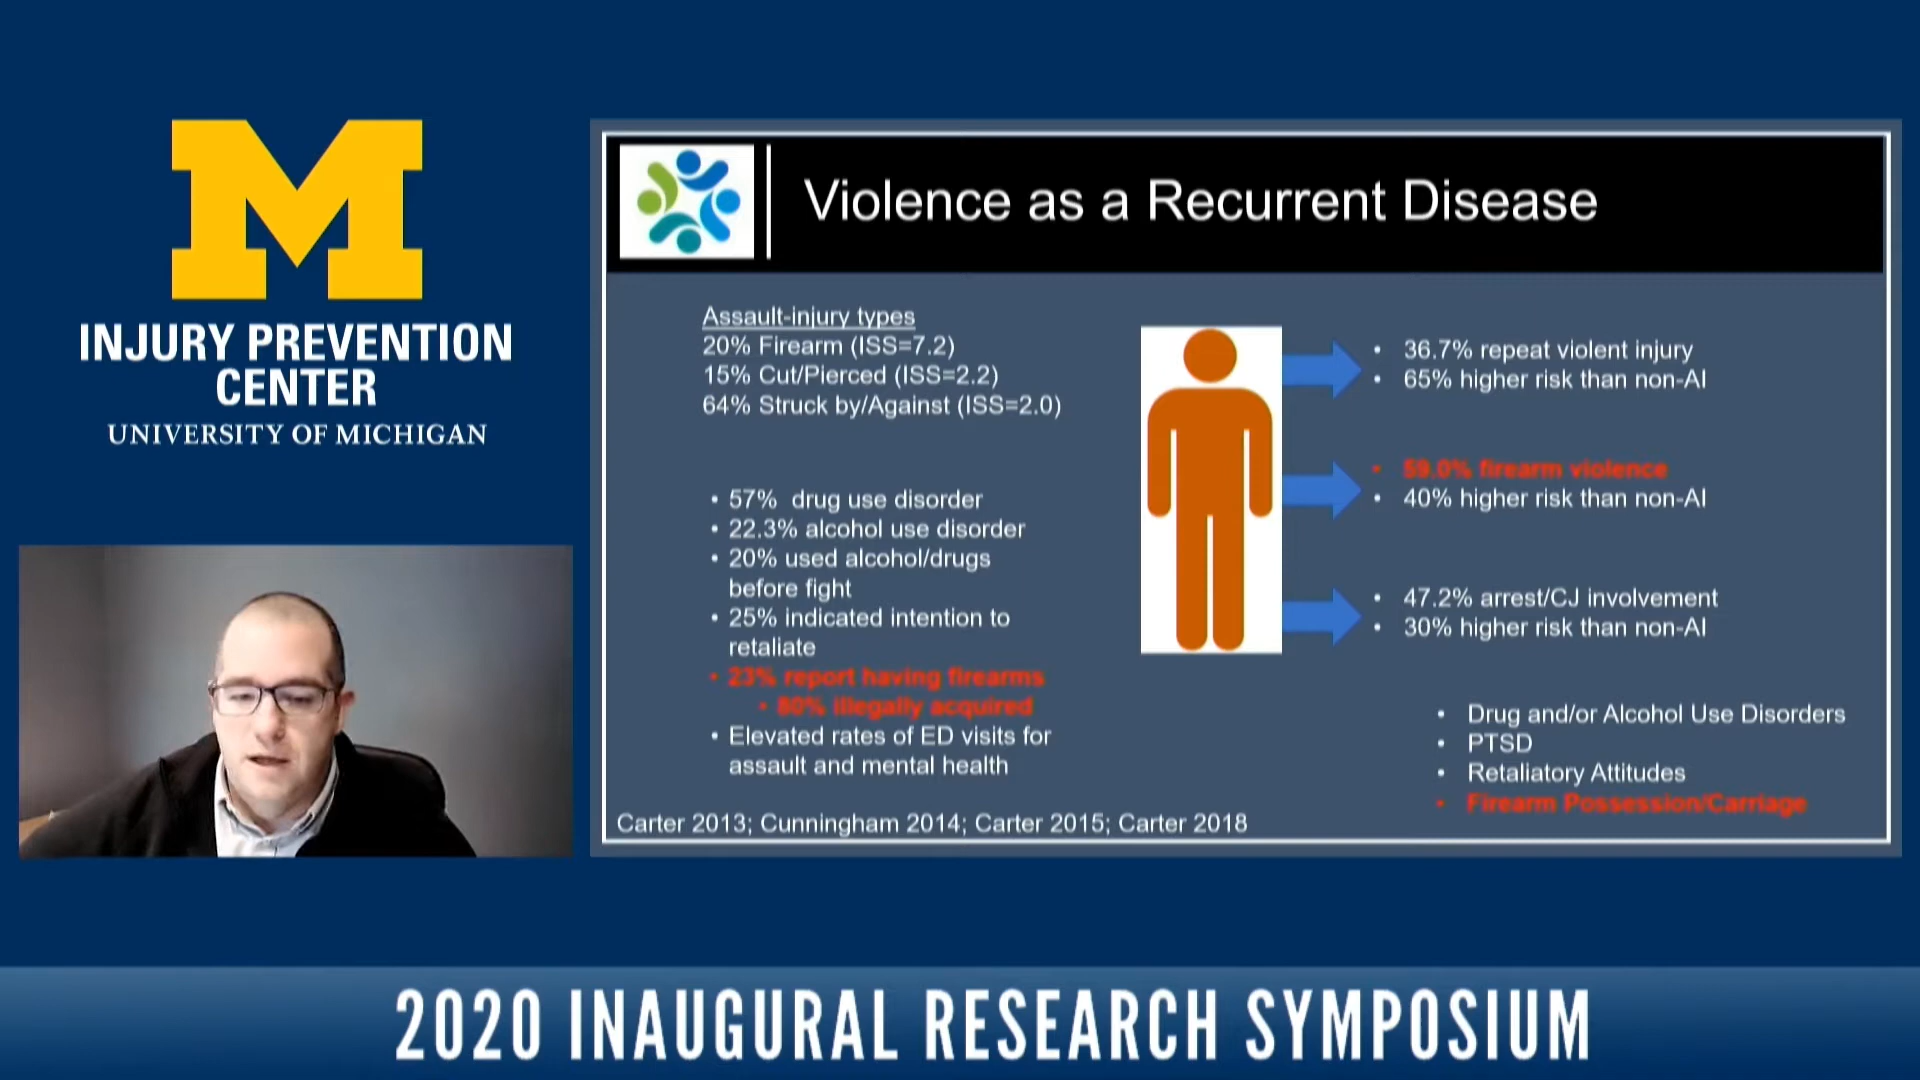 M
INJURY PREVENTION
CENTER
UNIVERSITY OF MICHIGAN
Violence as a Recurrent Disease
Assault-injury types
20% Firearm (ISS=7.2)
15% Cut/Pierced (ISS=2.2)
64% Struck by/Against (ISS=2.0)
• 57% drug use disorder
• 22.3% alcohol use disorder
• 20% used alcohol/drugs
before fight
• 25% indicated intention to
retaliate
• 23% report having firearms
• 80% illegally acquired
• Elevated rates of ED visits for
assault and mental health
• 36.7% repeat violent injury
• 65% higher risk than non-AI
• 59.0% firearm violence
• 40% higher risk than non-AI
• 47.2% arrest/CJ involvement
• 30% higher risk than non-AI
• Drug and/or Alcohol Use Disorders
• PTSD
• Retaliatory Attitudes
• Firearm Possession/Carriage
Carter 2013; Cunningham 2014; Carter 2015; Carter 2018
2020 INAUGURAL RESEARCH SYMPOSIUM